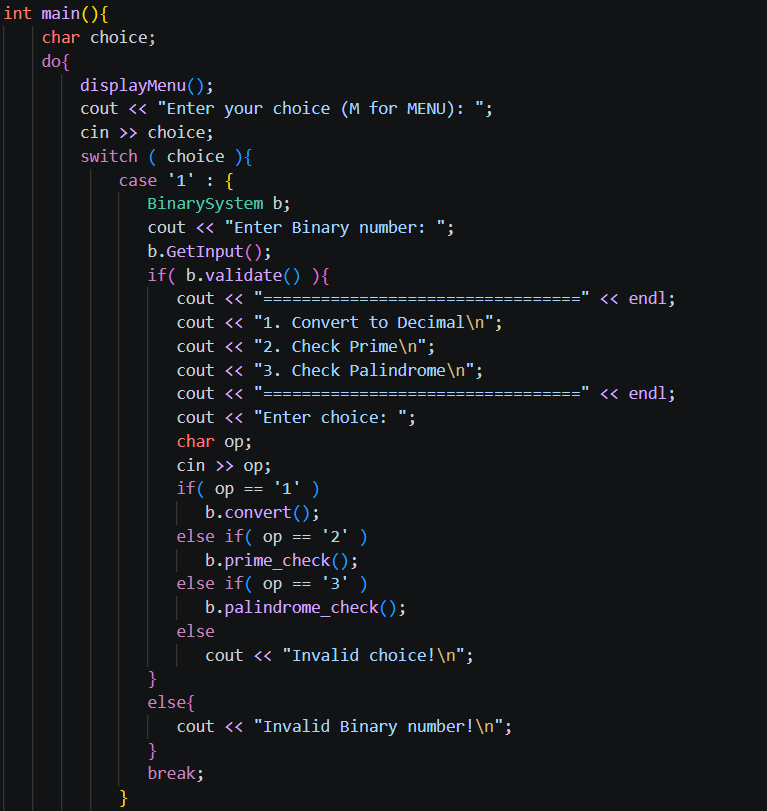 int main(){
char choice;
do{
displayMenu();
cout << "Enter your choice (M for MENU): ";
cin >> choice;
switch ( choice ){
case '1' : {
BinarySystem b;
cout << "Enter Binary number: ";
b.GetInput();
if( b.validate() ){
cout << "=================================" << endl;
cout << "1. Convert to Decimal\n";
cout << "2. Check Prime\n";
cout << "3. Check Palindrome\n";
cout << "=================================" << endl;
cout << "Enter choice: ";
char op;
cin >> op;
if( op == '1' )
b.convert();
else if( op == '2' )
b.prime_check();
else if( op == '3' )
b.palindrome_check();
else
cout << "Invalid choice!\n";
}
else{
cout << "Invalid Binary number!\n";
}
break;
}